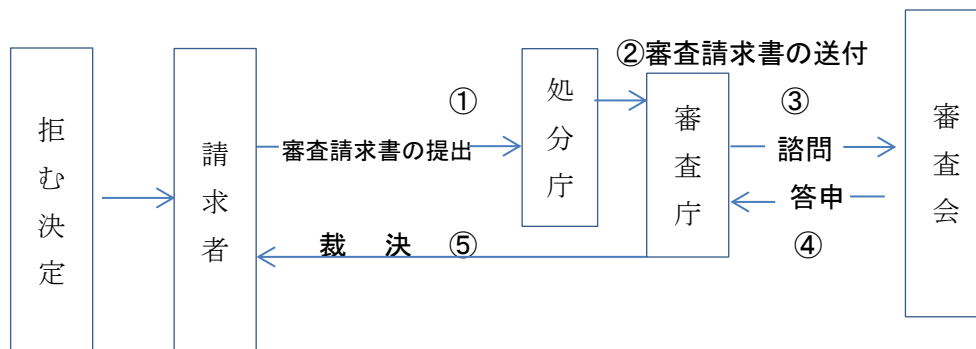 拒む決定
請求者
①
審査請求書の提出
処分庁
②審査請求書の送付
審査庁
③
諮問
答申
④
裁決 ⑤
審査会